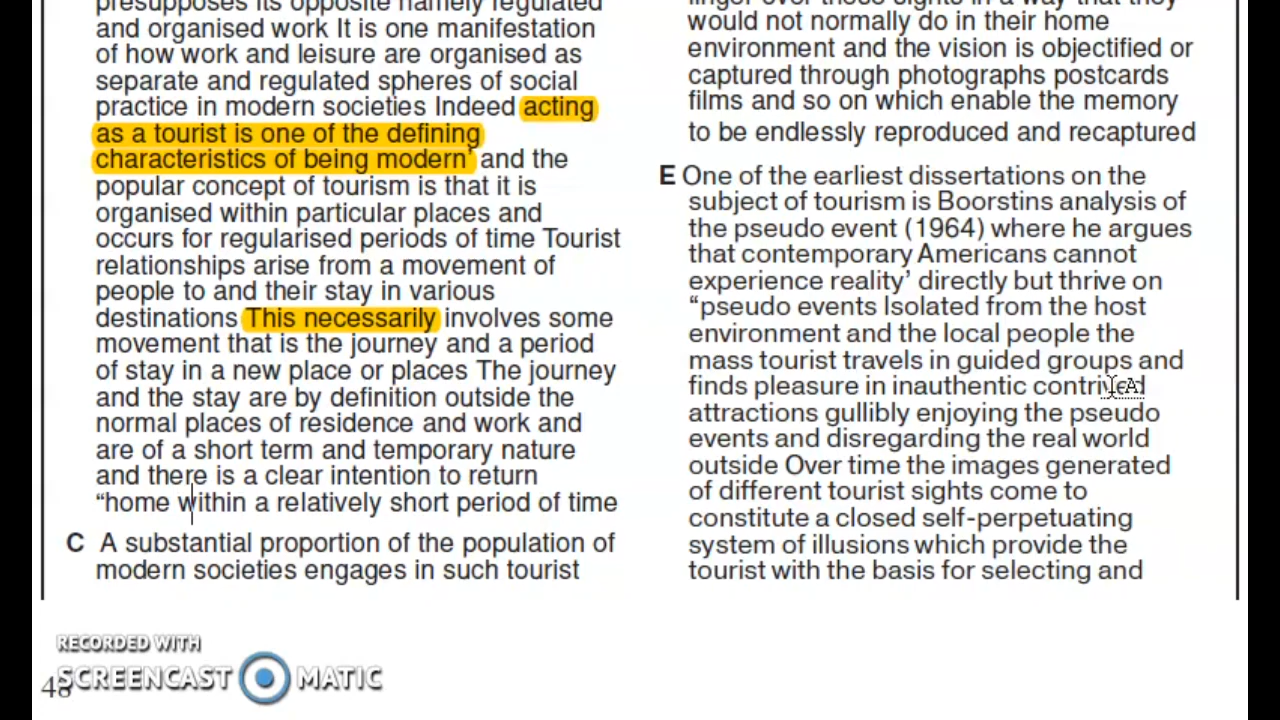 presupposes its opposite namely regulated
and organised work It is one manifestation
of how work and leisure are organised as
separate and regulated spheres of social
practice in modern societies Indeed acting
as a tourist is one of the defining
characteristics of being modern' and the
popular concept of tourism is that it is
organised within particular places and
occurs for regularised periods of time Tourist
relationships arise from a movement of
people to and their stay in various
destinations This necessarily involves some
movement that is the journey and a period
of stay in a new place or places The journey
and the stay are by definition outside the
normal places of residence and work and
are of a short term and temporary nature
and there is a clear intention to return
“home within a relatively short period of time
C A substantial proportion of the population of
modern societies engages in such tourist
linger over these sights in a way that they
would not normally do in their home
environment and the vision is objectified or
captured through photographs postcards
films and so on which enable the memory
to be endlessly reproduced and recaptured
E One of the earliest dissertations on the
subject of tourism is Boorstins analysis of
the pseudo event (1964) where he argues
that contemporary Americans cannot
experience reality’ directly but thrive on
“pseudo events Isolated from the host
environment and the local people the
mass tourist travels in guided groups and
finds pleasure in inauthentic contrived
attractions gullibly enjoying the pseudo
events and disregarding the real world
outside Over time the images generated
of different tourist sights come to
constitute a closed self-perpetuating
system of illusions which provide the
tourist with the basis for selecting and
RECORDED WITH
SCREENCAST MATIC